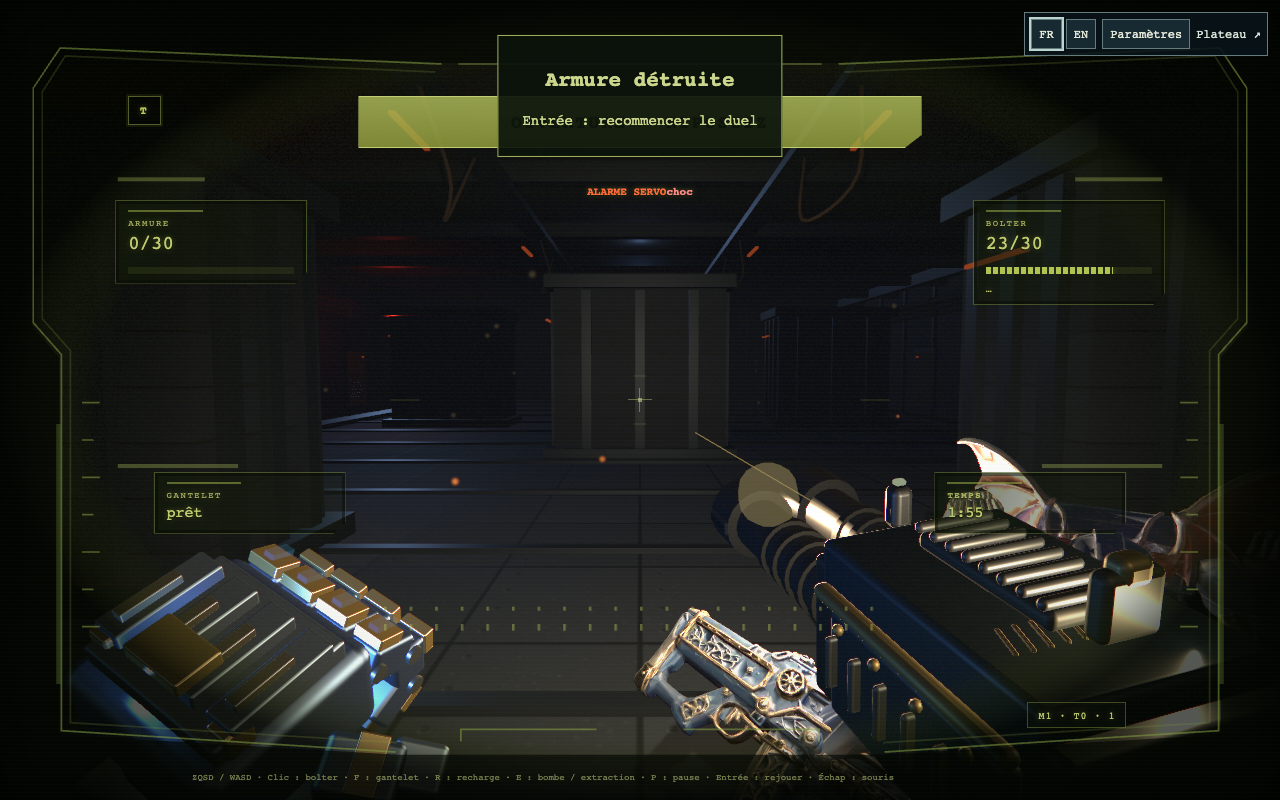 FR EN Paramètres Plateau ↗
Armure détruite
Entrée : recommencer le duel
T
ALARME SERVOchoc
ARMURE
0/30
BOLTER
23/30
…
GANTELET
prêt
TEMPS
1:55
M1 · T0 · 1
ZQSD / WASD · Clic : bolter · F : gantelet · R : recharge · E : bombe / extraction · P : pause · Entrée : rejouer · Échap : souris